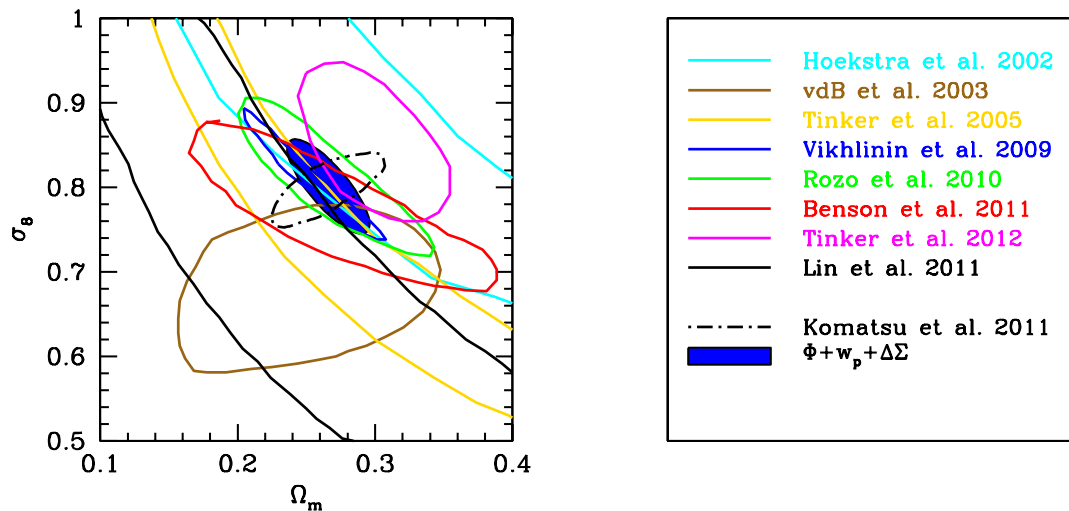 1
0.9
0.8
0.7
0.6
0.5
σ8
0.1
0.2
0.3
0.4
Ωm
Hoekstra et al. 2002
vdB et al. 2003
Tinker et al. 2005
Vikhlinin et al. 2009
Rozo et al. 2010
Benson et al. 2011
Tinker et al. 2012
Lin et al. 2011
Komatsu et al. 2011
Φ+wp+ΔΣ